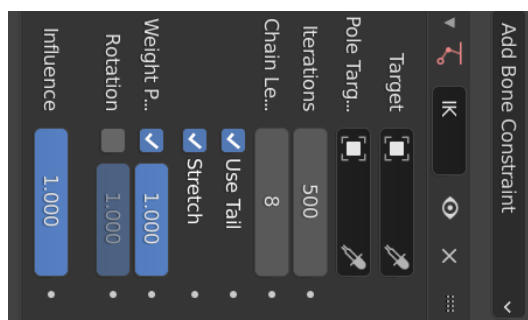 Add Bone Constraint
IK
Target
Pole Targ...
Iterations 500
Chain Le... 8
Use Tail
Stretch
Weight P... 1.000
Rotation 1.000
Influence 1.000